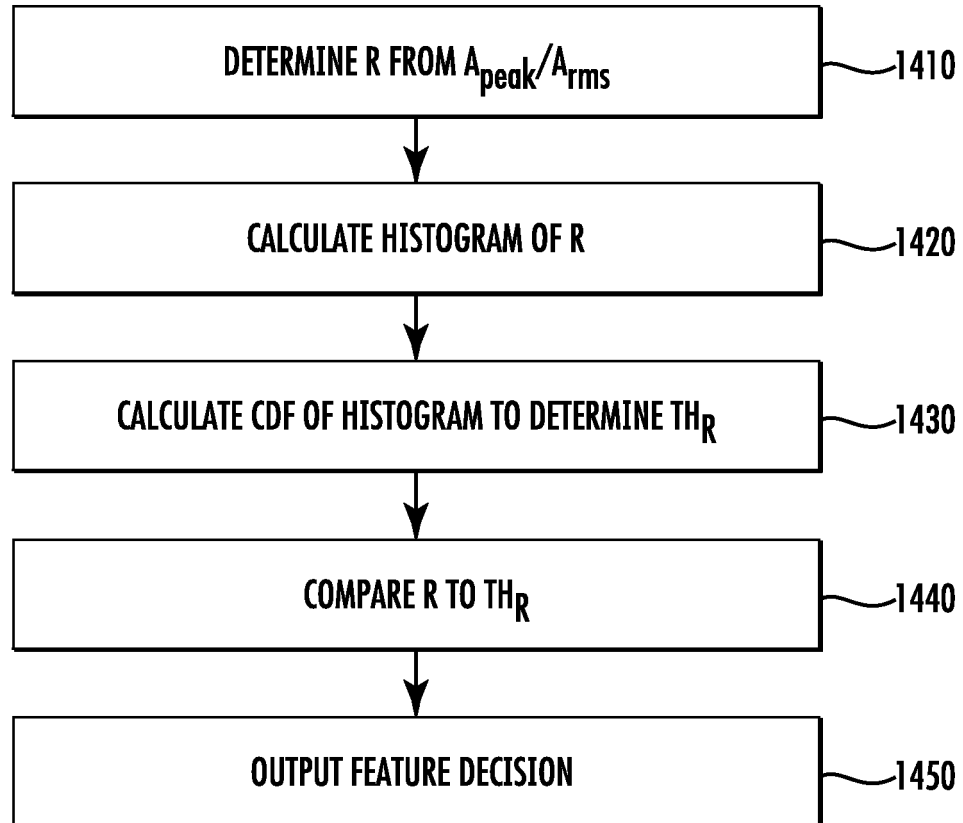 DETERMINE R FROM Apeak/Arms
1410
CALCULATE HISTOGRAM OF R
1420
CALCULATE CDF OF HISTOGRAM TO DETERMINE THR
1430
COMPARE R TO THR
1440
OUTPUT FEATURE DECISION
1450